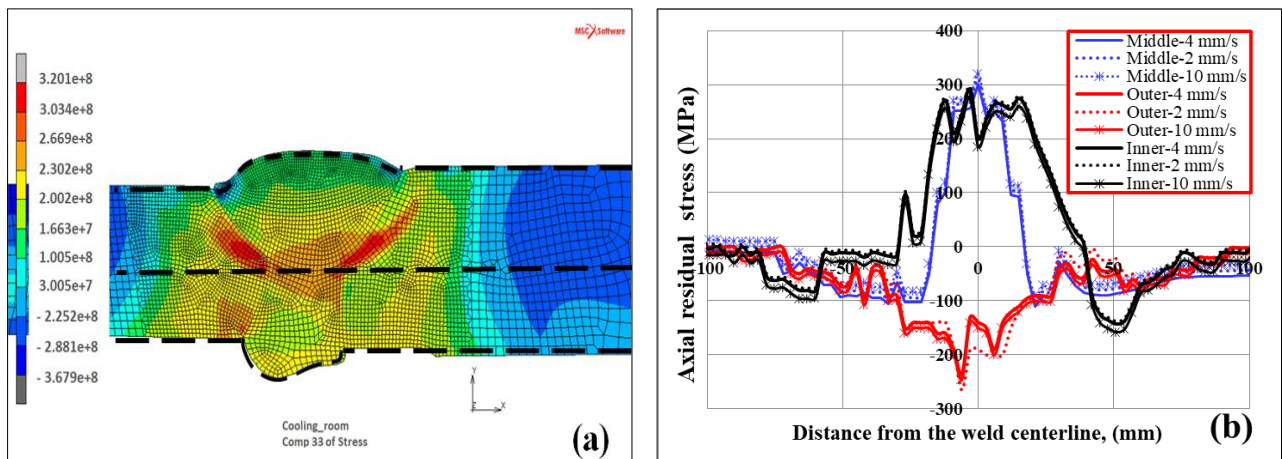 MSC Software
3.201e+8
3.034e+8
2.669e+8
2.302e+8
2.002e+8
1.663e+7
1.005e+7
3.005e+7
- 2.252e+8
- 2.881e+8
- 3.679e+8
Y
Z X
Cooling_room
Comp 33 of Stress
(a)
Axial residual stress (MPa)
400
300
200
100
0
-100
-200
-300
-100
-50
0
50
100
Middle-4 mm/s
Middle-2 mm/s
Middle-10 mm/s
Outer-4 mm/s
Outer-2 mm/s
Outer-10 mm/s
Inner-4 mm/s
Inner-2 mm/s
Inner-10 mm/s
Distance from the weld centerline, (mm)
(b)